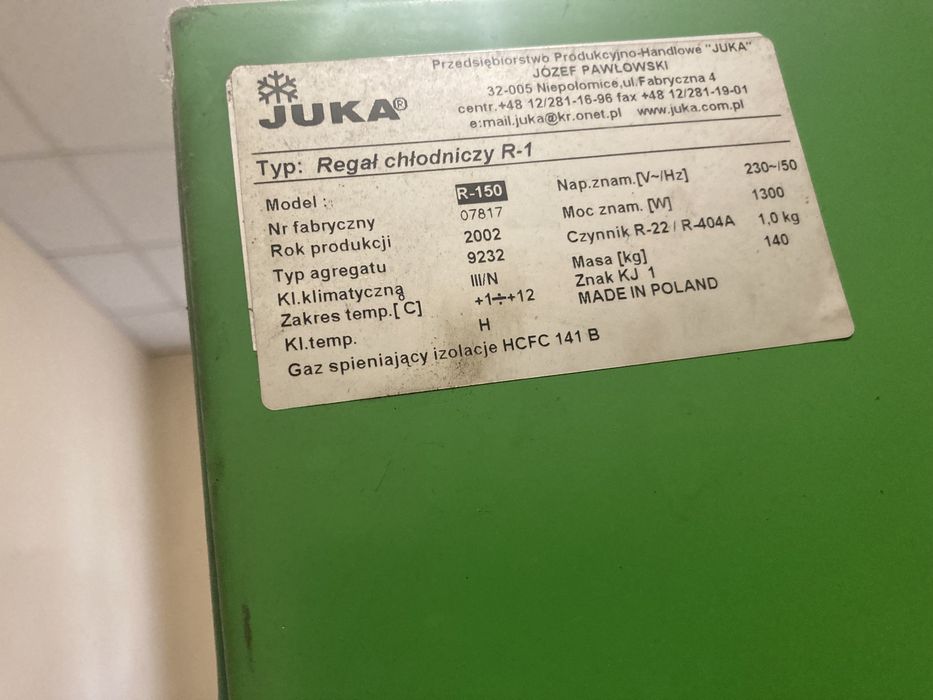 JUKA®
Przedsiębiorstwo Produkcyjno-Handlowe "JUKA"
JÓZEF PAWŁOWSKI
32-005 Niepołomice,ul.Fabryczna 4
centr.+48 12/281-16-96 fax +48 12/281-19-01
e:mail.juka@kr.onet.pl www.juka.com.pl
Typ: Regał chłodniczy R-1
Model : R-150
Nr fabryczny 07817
Rok produkcji 2002
Typ agregatu 9232
Kl.klimatyczną III/N
Zakres temp.[°C] +1÷+12
Kl.temp. H
Nap.znam.[V~/Hz] 230~/50
Moc znam. [W] 1300
Czynnik R-22 / R-404A 1,0 kg
Masa [kg] 140
Znak KJ 1
MADE IN POLAND
Gaz spieniający izolacje HCFC 141 B